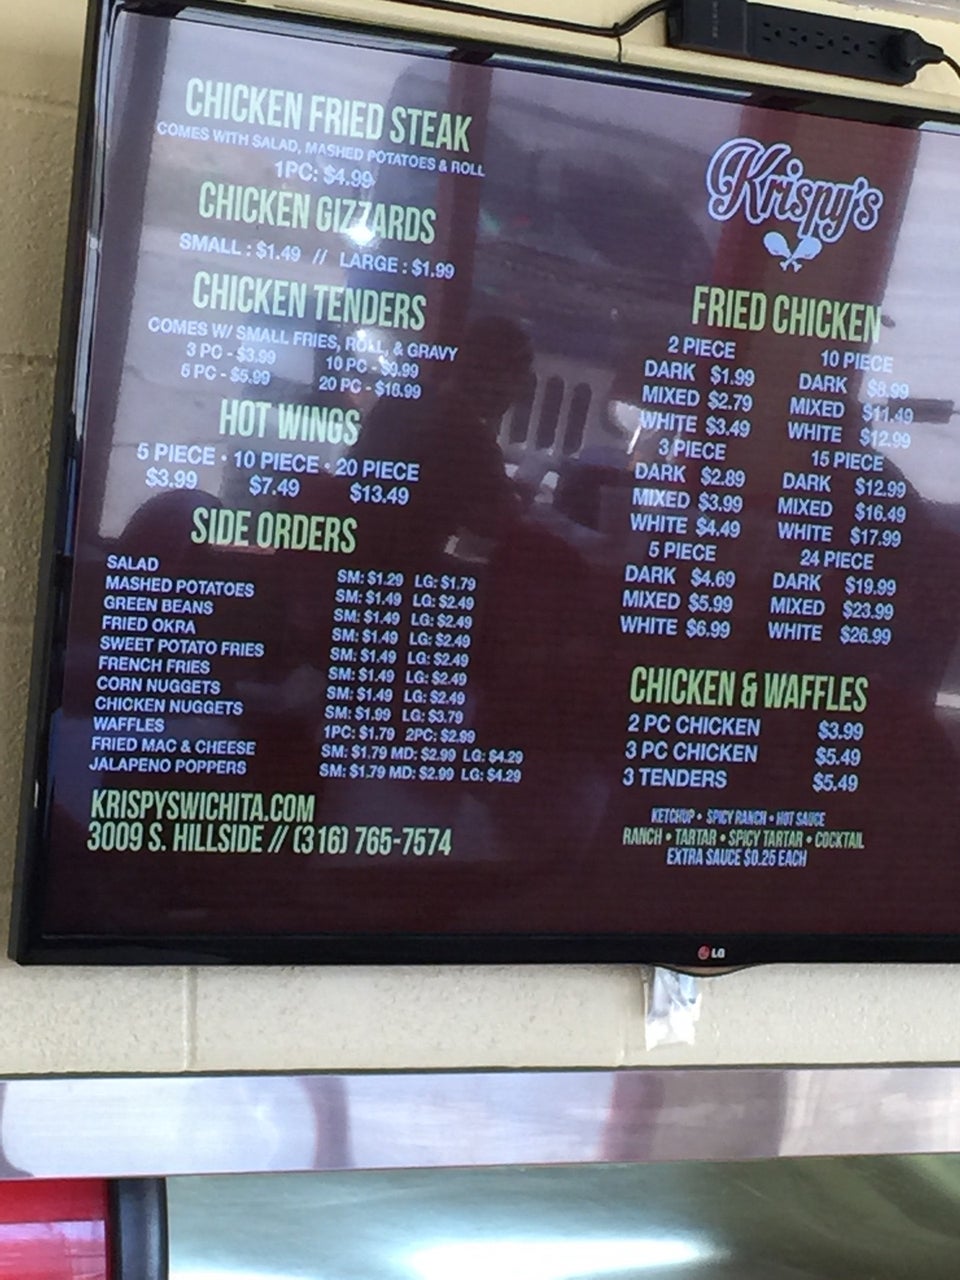 CHICKEN FRIED STEAK
COMES WITH SALAD, MASHED POTATOES & ROLL
1PC: $4.99
CHICKEN GIZZARDS
SMALL : $1.49 // LARGE : $1.99
CHICKEN TENDERS
COMES W/ SMALL FRIES, ROLL, & GRAVY
3 PC - $3.99 10 PC - $9.99
5 PC - $5.99 20 PC - $18.99
HOT WINGS
5 PIECE • 10 PIECE • 20 PIECE
$3.99 $7.49 $13.49
SIDE ORDERS
SALAD SM: $1.29 LG: $1.79
MASHED POTATOES SM: $1.49 LG: $2.49
GREEN BEANS SM: $1.49 LG: $2.49
FRIED OKRA SM: $1.49 LG: $2.49
SWEET POTATO FRIES SM: $1.49 LG: $2.49
FRENCH FRIES SM: $1.49 LG: $2.49
CORN NUGGETS SM: $1.49 LG: $2.49
CHICKEN NUGGETS SM: $1.99 LG: $3.79
WAFFLES 1PC: $1.79 2PC: $2.99
FRIED MAC & CHEESE SM: $1.79 MD: $2.99 LG: $4.29
JALAPENO POPPERS SM: $1.79 MD: $2.99 LG: $4.29
KRISPYSWICHITA.COM
3009 S. HILLSIDE // (316) 765-7574
Krispy's
FRIED CHICKEN
2 PIECE
DARK $1.99
MIXED $2.79
WHITE $3.49
3 PIECE
DARK $2.89
MIXED $3.99
WHITE $4.49
5 PIECE
DARK $4.69
MIXED $5.99
WHITE $6.99
10 PIECE
DARK $8.99
MIXED $11.49
WHITE $12.99
15 PIECE
DARK $12.99
MIXED $16.49
WHITE $17.99
24 PIECE
DARK $19.99
MIXED $23.99
WHITE $26.99
CHICKEN & WAFFLES
2 PC CHICKEN $3.99
3 PC CHICKEN $5.49
3 TENDERS $5.49
KETCHUP • SPICY RANCH • HOT SAUCE
RANCH • TARTAR • SPICY TARTAR • COCKTAIL
EXTRA SAUCE $0.25 EACH
LG